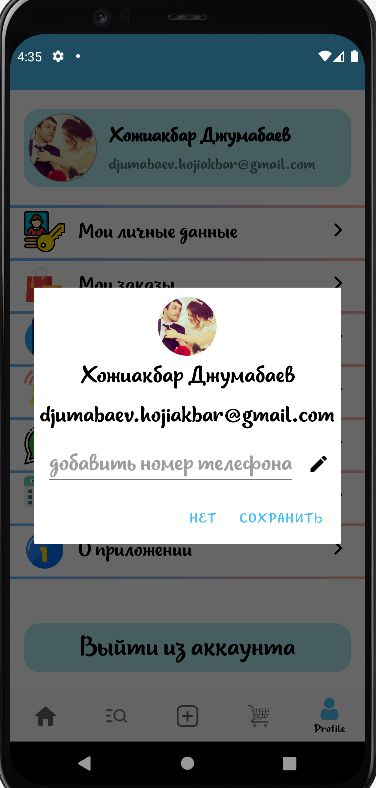 4:35
Хожиакбар Джумабаев
djumabaev.hojiakbar@gmail.com
Мои личные данные
Мои заказы
Хожиакбар Джумабаев
djumabaev.hojiakbar@gmail.com
добавить номер телефона
НЕТ СОХРАНИТЬ
О приложении
Выйти из аккаунта
Profile